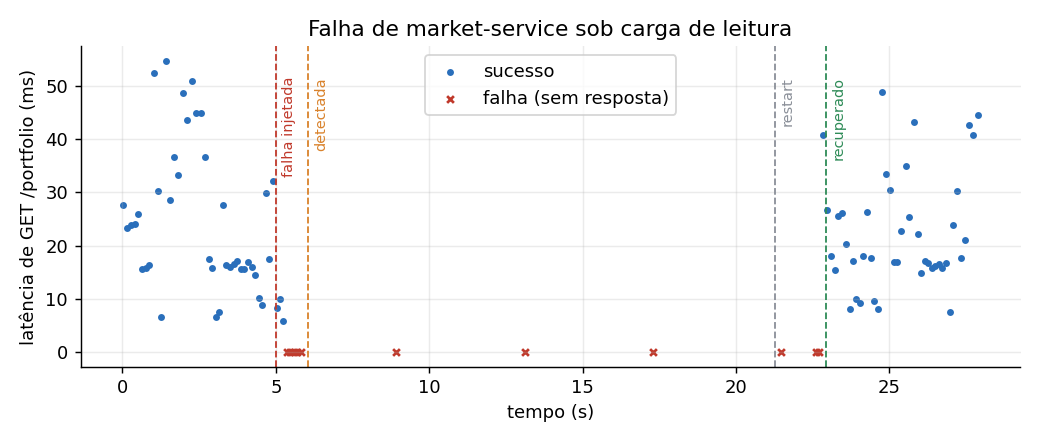 Falha de market-service sob carga de leitura
sucesso
falha (sem resposta)
falha injetada
detectada
restart
recuperado
latência de GET /portfolio (ms)
50
40
30
20
10
0
0 5 10 15 20 25
tempo (s)